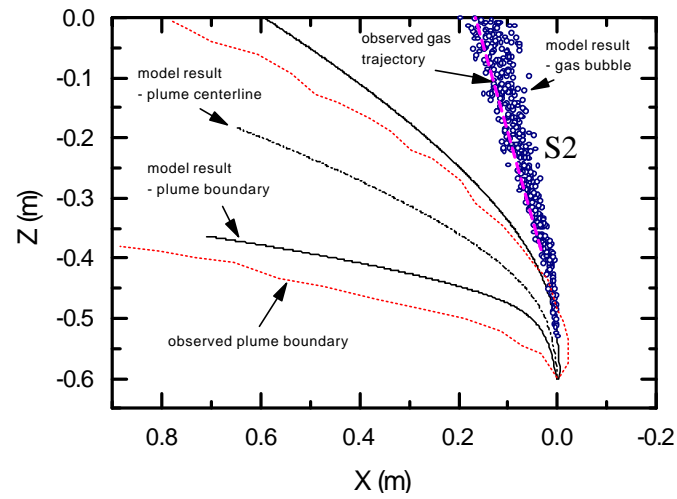 0.0
-0.1
-0.2
-0.3
-0.4
-0.5
-0.6
Z (m)
observed gas
trajectory
model result
- gas bubble
model result
- plume centerline
S2
model result
- plume boundary
observed plume boundary
0.8 0.6 0.4 0.2 0.0 -0.2
X (m)